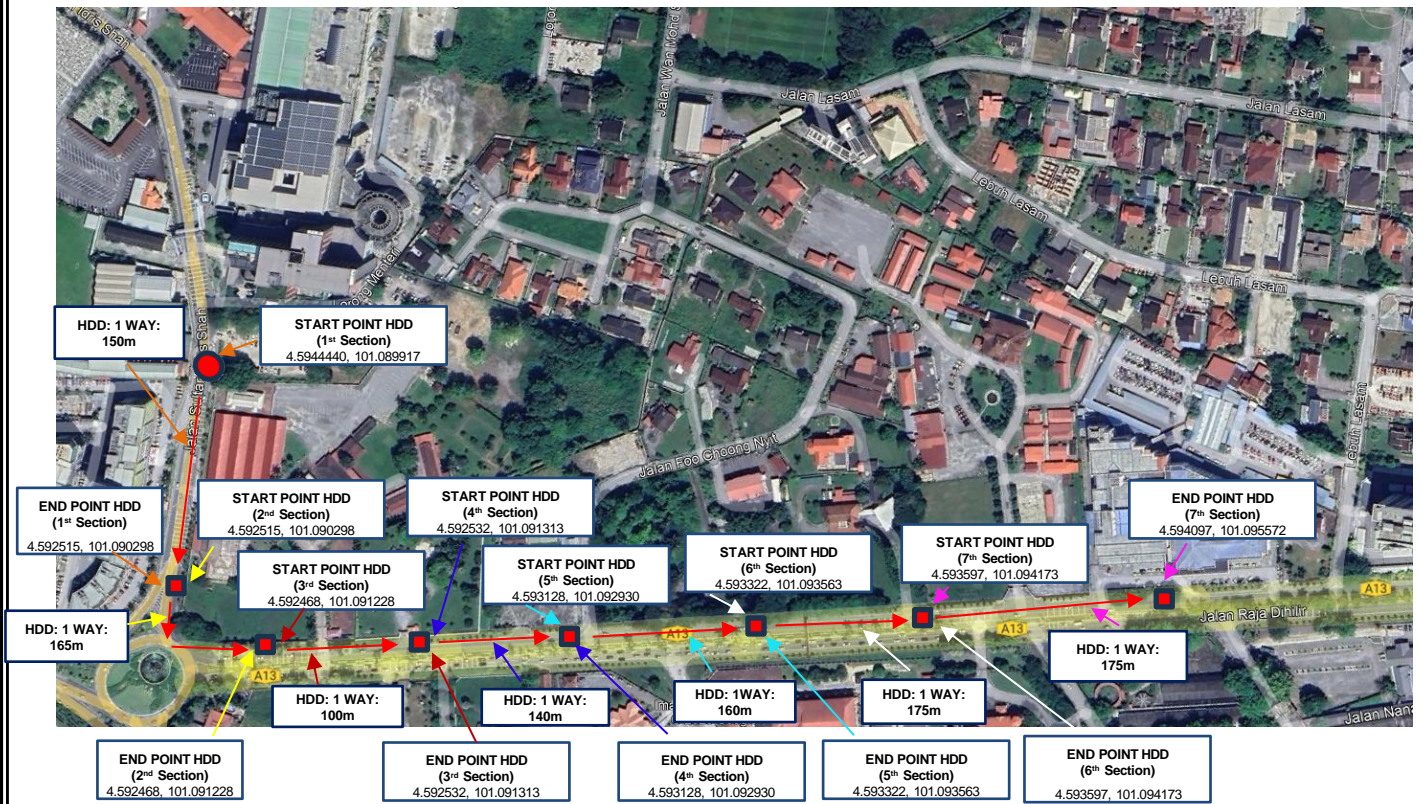 Jalan Wan Mohd S
Jalan Lasam
Jalan Lasam
Lebuh Lasam
Lebuh Lasam
Lebuh Lasam
Lorong Menteri
HDD: 1 WAY:
150m
START POINT HDD
(1st Section)
4.5944440, 101.089917
Jalan Foo Choong Nyit
END POINT HDD
(1st Section)
4.592515, 101.090298
START POINT HDD
(2nd Section)
4.592515, 101.090298
START POINT HDD
(4th Section)
4.592532, 101.091313
END POINT HDD
(7th Section)
4.594097, 101.095572
START POINT HDD
(3rd Section)
4.592468, 101.091228
START POINT HDD
(5th Section)
4.593128, 101.092930
START POINT HDD
(6th Section)
4.593322, 101.093563
START POINT HDD
(7th Section)
4.593597, 101.094173
A13
Jalan Raja Dihilir
HDD: 1 WAY:
165m
A13
A13
HDD: 1 WAY:
175m
A13
HDD: 1 WAY:
100m
HDD: 1 WAY:
140m
HDD: 1WAY:
160m
HDD: 1 WAY:
175m
Jalan Nana
END POINT HDD
(2nd Section)
4.592468, 101.091228
END POINT HDD
(3rd Section)
4.592532, 101.091313
END POINT HDD
(4th Section)
4.593128, 101.092930
END POINT HDD
(5th Section)
4.593322, 101.093563
END POINT HDD
(6th Section)
4.593597, 101.094173